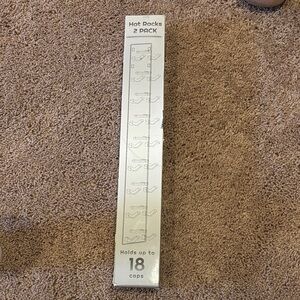 Hat Racks
2 PACK
Holds up to
18
caps